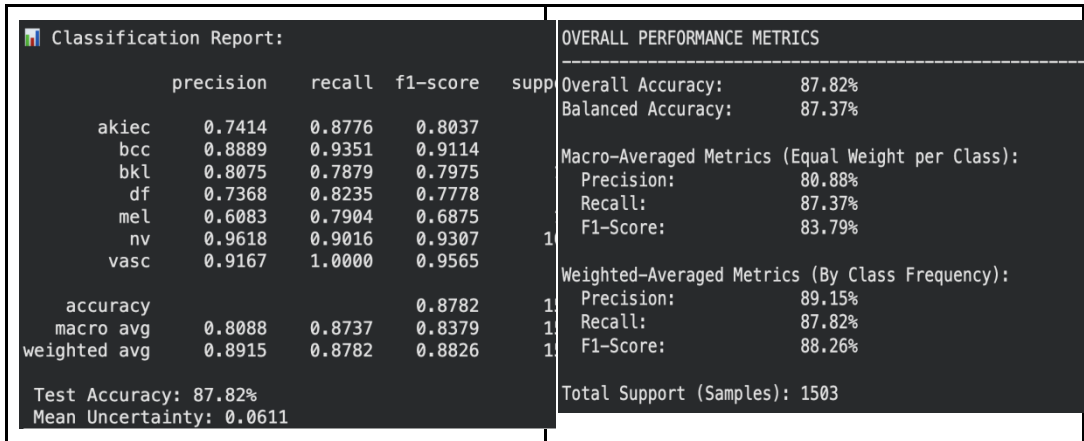 📊 Classification Report:
precision recall f1-score
akiec 0.7414 0.8776 0.8037
bcc 0.8889 0.9351 0.9114
bkl 0.8075 0.7879 0.7975
df 0.7368 0.8235 0.7778
mel 0.6083 0.7904 0.6875
nv 0.9618 0.9016 0.9307
vasc 0.9167 1.0000 0.9565
accuracy 0.8782
macro avg 0.8088 0.8737 0.8379
weighted avg 0.8915 0.8782 0.8826
Test Accuracy: 87.82%
Mean Uncertainty: 0.0611
OVERALL PERFORMANCE METRICS
Overall Accuracy: 87.82%
Balanced Accuracy: 87.37%
Macro-Averaged Metrics (Equal Weight per Class):
Precision: 80.88%
Recall: 87.37%
F1-Score: 83.79%
Weighted-Averaged Metrics (By Class Frequency):
Precision: 89.15%
Recall: 87.82%
F1-Score: 88.26%
Total Support (Samples): 1503